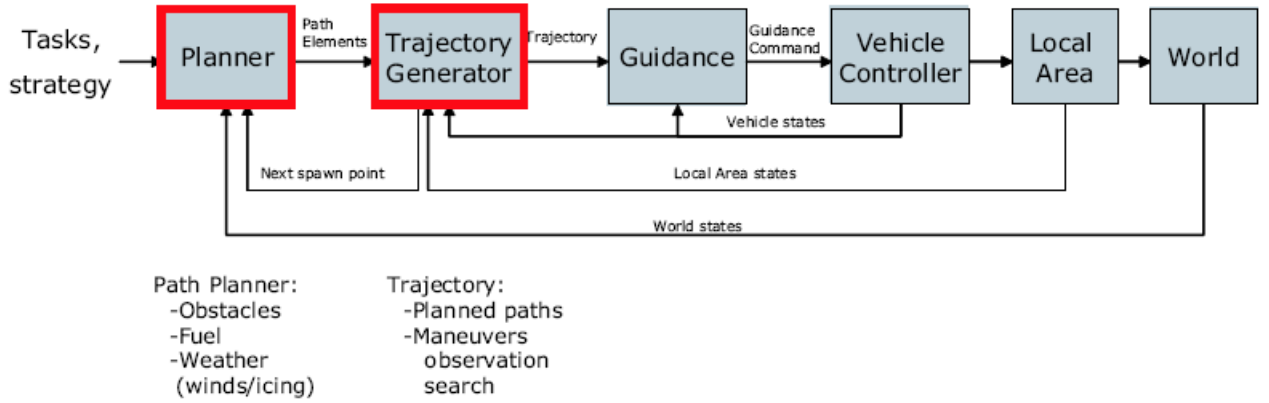 Tasks,
strategy
Planner
Path
Elements
Trajectory
Generator
Trajectory
Guidance
Guidance
Command
Vehicle
Controller
Local
Area
World
Vehicle states
Next spawn point
Local Area states
World states
Path Planner:
-Obstacles
-Fuel
-Weather
(winds/icing)
Trajectory:
-Planned paths
-Maneuvers
observation
search